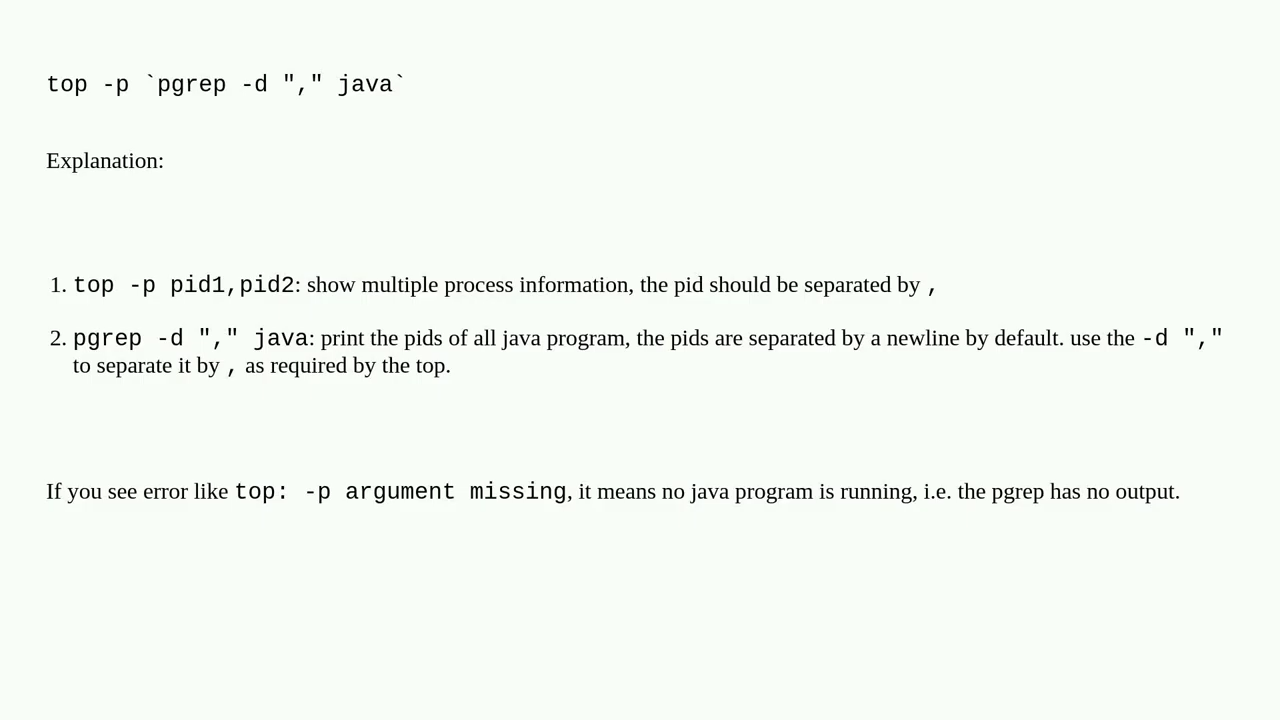 top -p `pgrep -d "," java`
Explanation:
1. top -p pid1,pid2: show multiple process information, the pid should be separated by ,
2. pgrep -d "," java: print the pids of all java program, the pids are separated by a newline by default. use the -d ","
to separate it by , as required by the top.
If you see error like top: -p argument missing, it means no java program is running, i.e. the pgrep has no output.